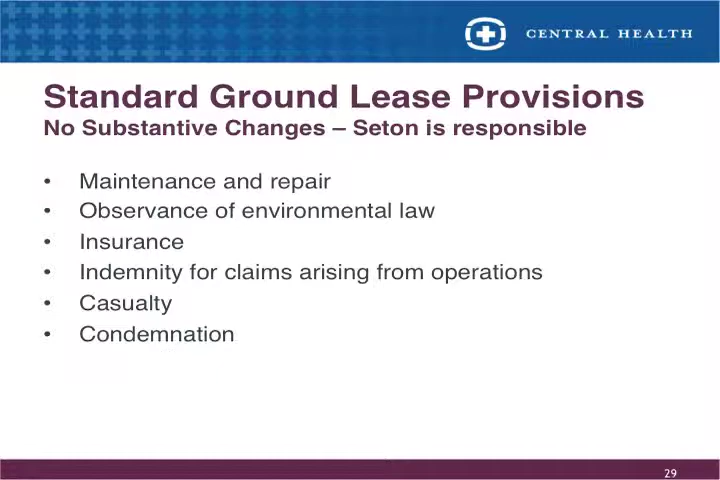 CENTRAL HEALTH
Standard Ground Lease Provisions
No Substantive Changes – Seton is responsible
• Maintenance and repair
• Observance of environmental law
• Insurance
• Indemnity for claims arising from operations
• Casualty
• Condemnation
29